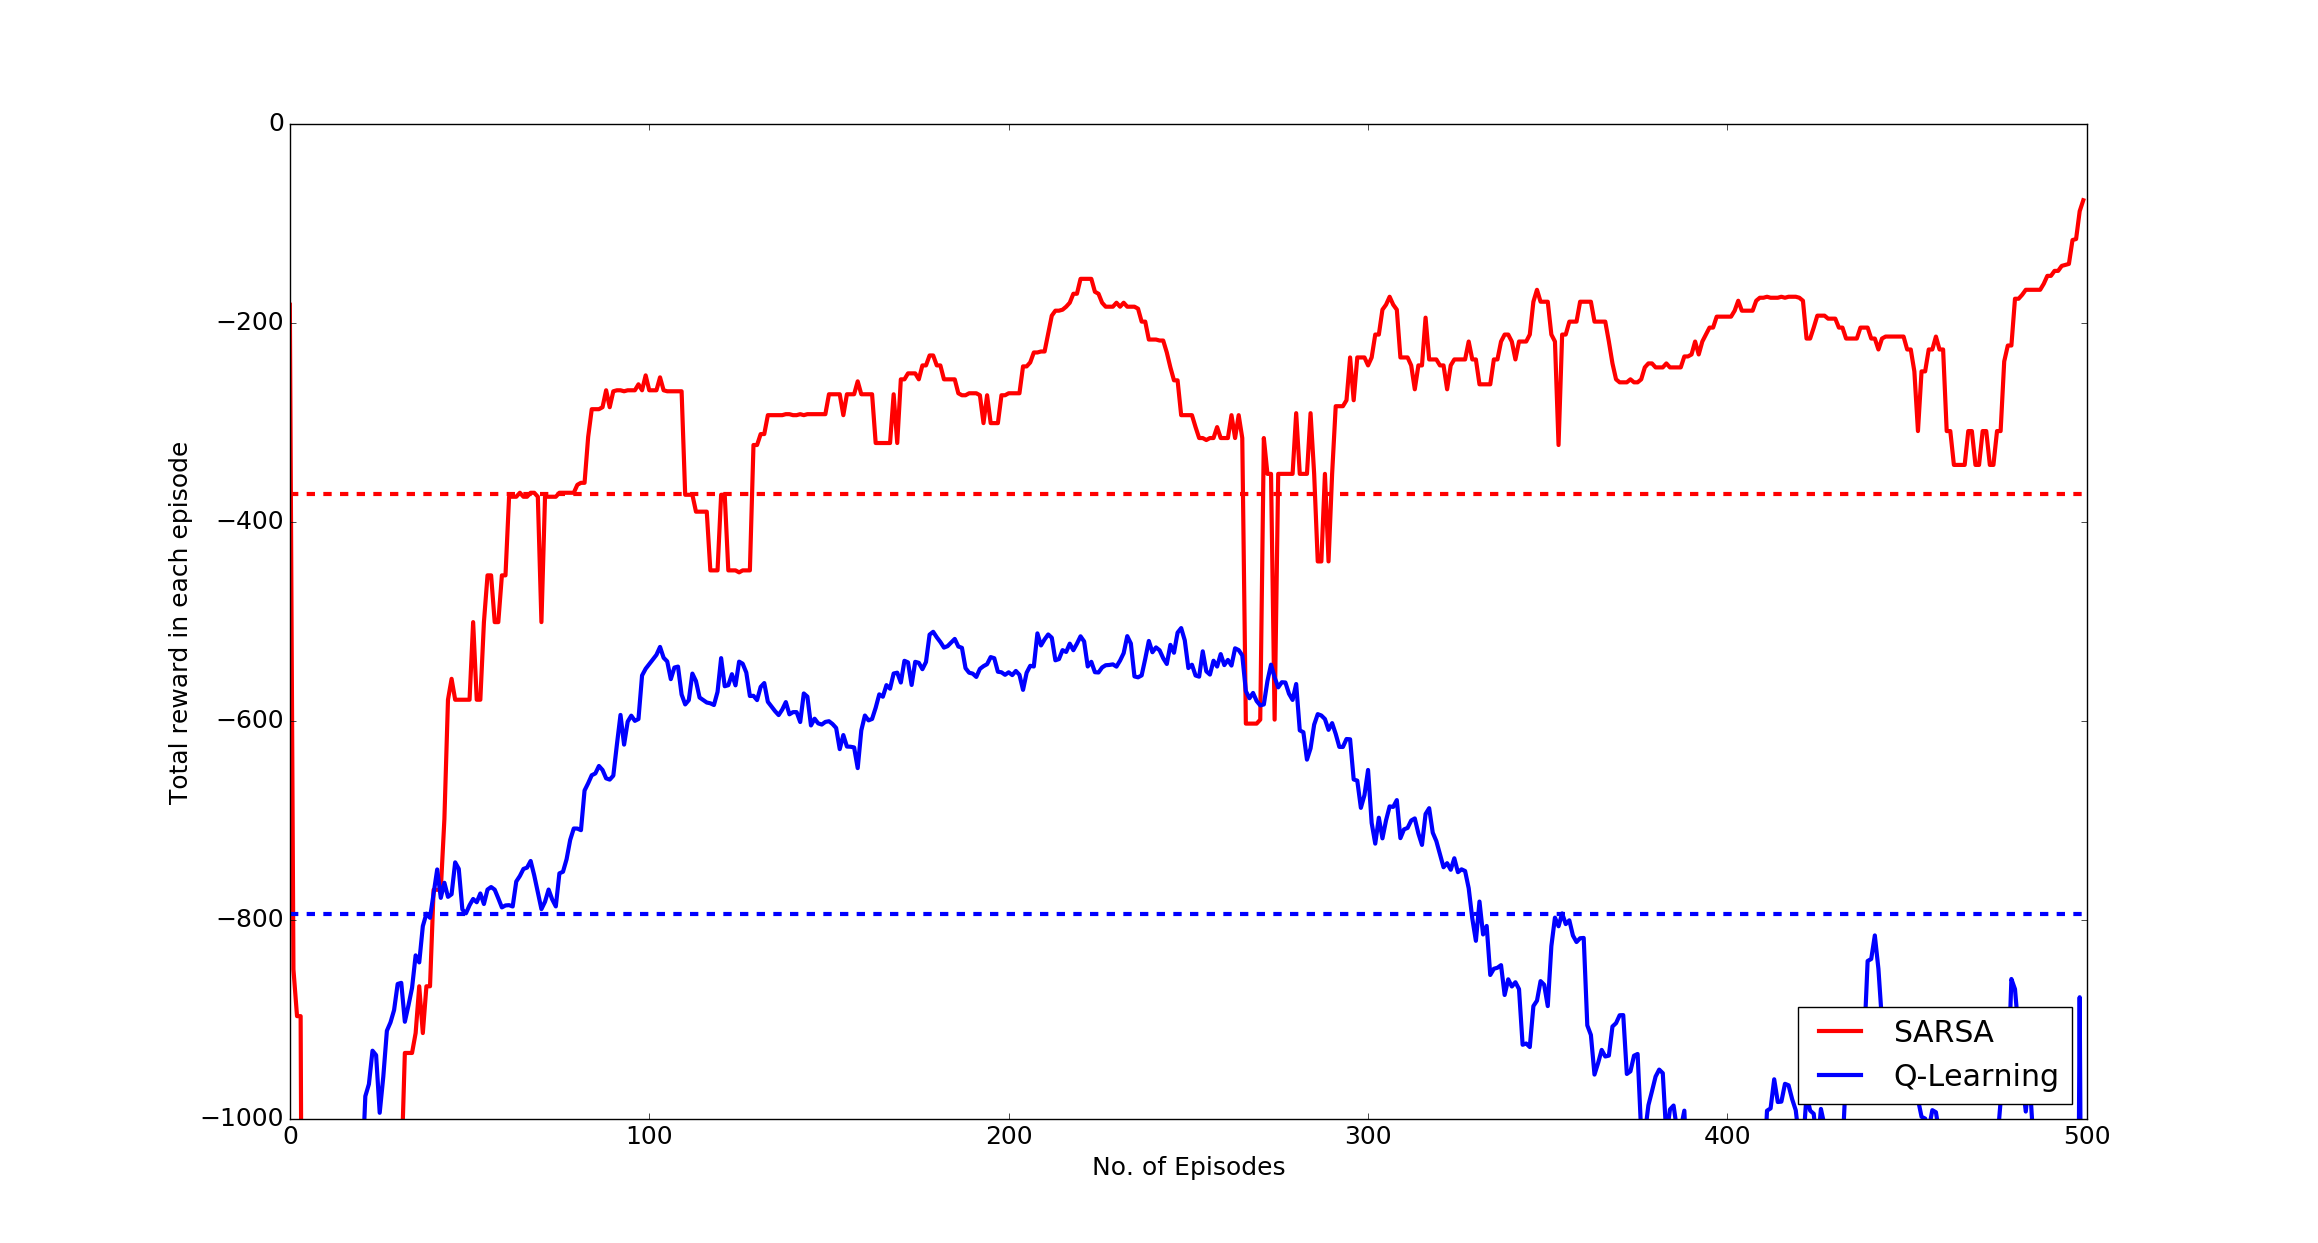 0
−200
−400
−600
−800
−1000
Total reward in each episode
0 100 200 300 400 500
No. of Episodes
SARSA
Q-Learning